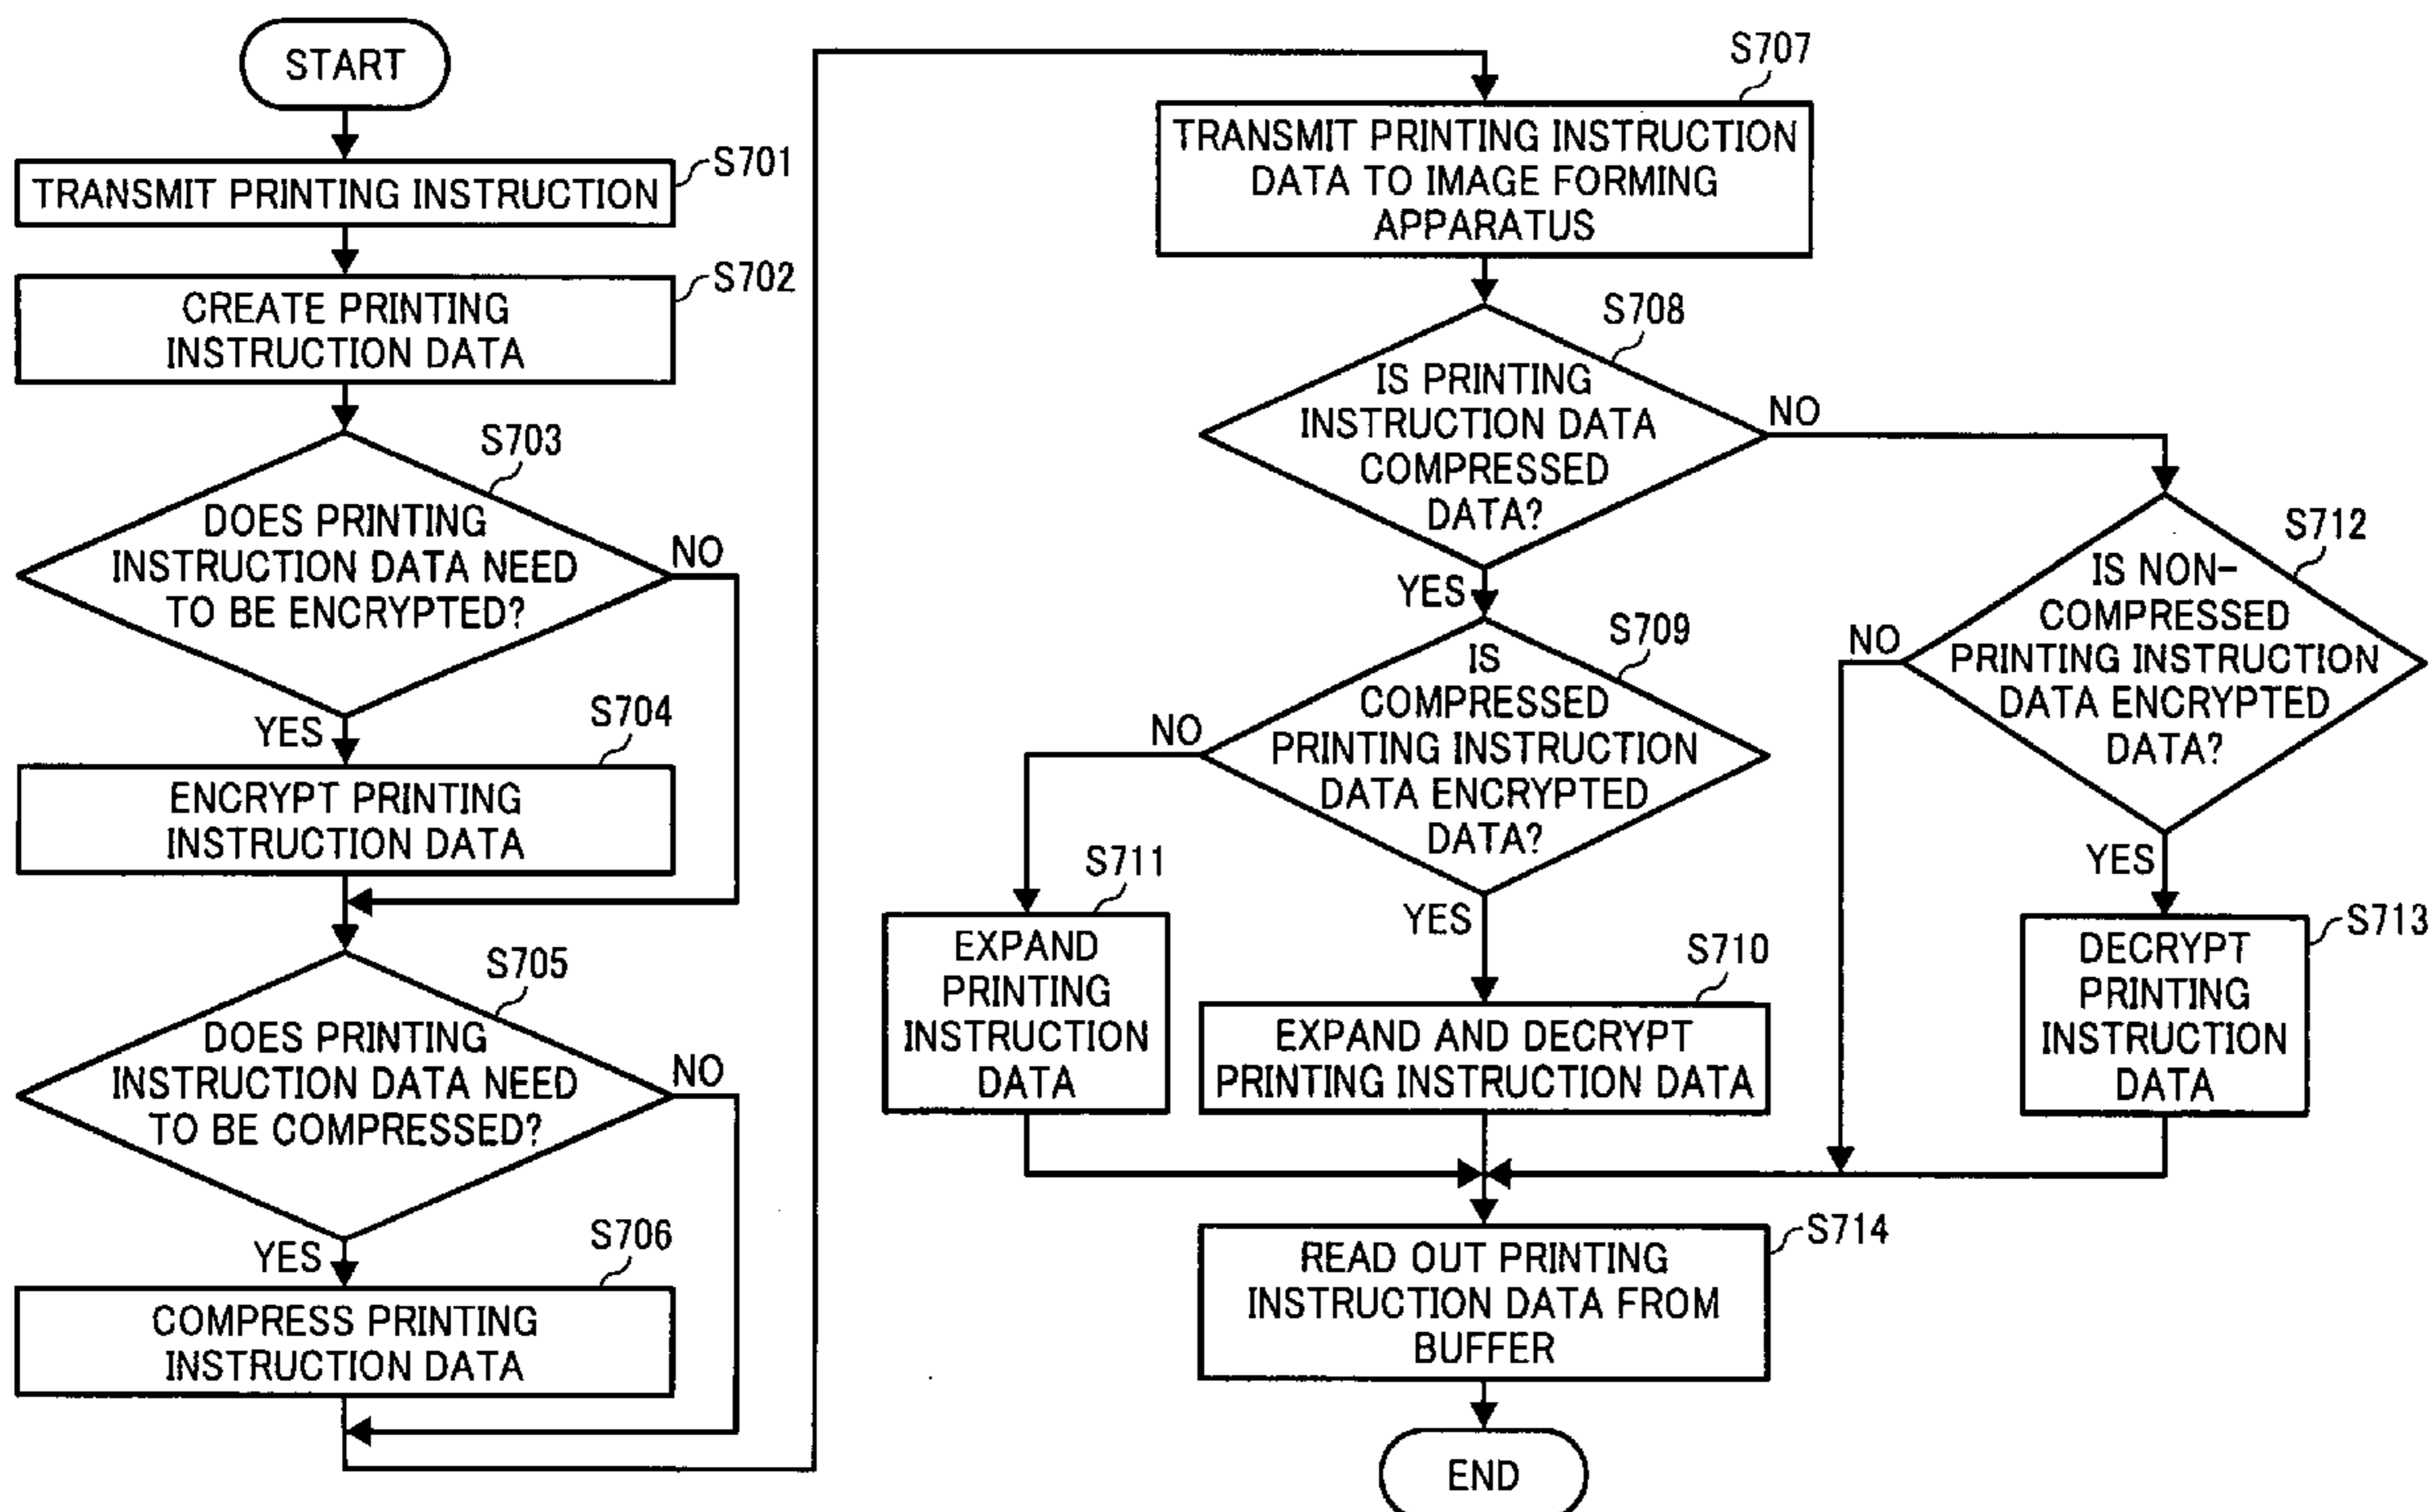 START
S701
TRANSMIT PRINTING INSTRUCTION
S702
CREATE PRINTING
INSTRUCTION DATA
S703
DOES PRINTING
INSTRUCTION DATA NEED
TO BE ENCRYPTED?
NO
YES
S704
ENCRYPT PRINTING
INSTRUCTION DATA
S705
DOES PRINTING
INSTRUCTION DATA NEED
TO BE COMPRESSED?
NO
YES
S706
COMPRESS PRINTING
INSTRUCTION DATA
S707
TRANSMIT PRINTING INSTRUCTION
DATA TO IMAGE FORMING
APPARATUS
S708
IS PRINTING
INSTRUCTION DATA
COMPRESSED
DATA?
NO
YES
S709
IS
COMPRESSED
PRINTING INSTRUCTION
DATA ENCRYPTED
DATA?
NO
YES
S711
EXPAND
PRINTING
INSTRUCTION
DATA
S710
EXPAND AND DECRYPT
PRINTING INSTRUCTION DATA
S712
IS NON-
COMPRESSED
PRINTING INSTRUCTION
DATA ENCRYPTED
DATA?
NO
YES
S713
DECRYPT
PRINTING
INSTRUCTION
DATA
S714
READ OUT PRINTING
INSTRUCTION DATA FROM
BUFFER
END